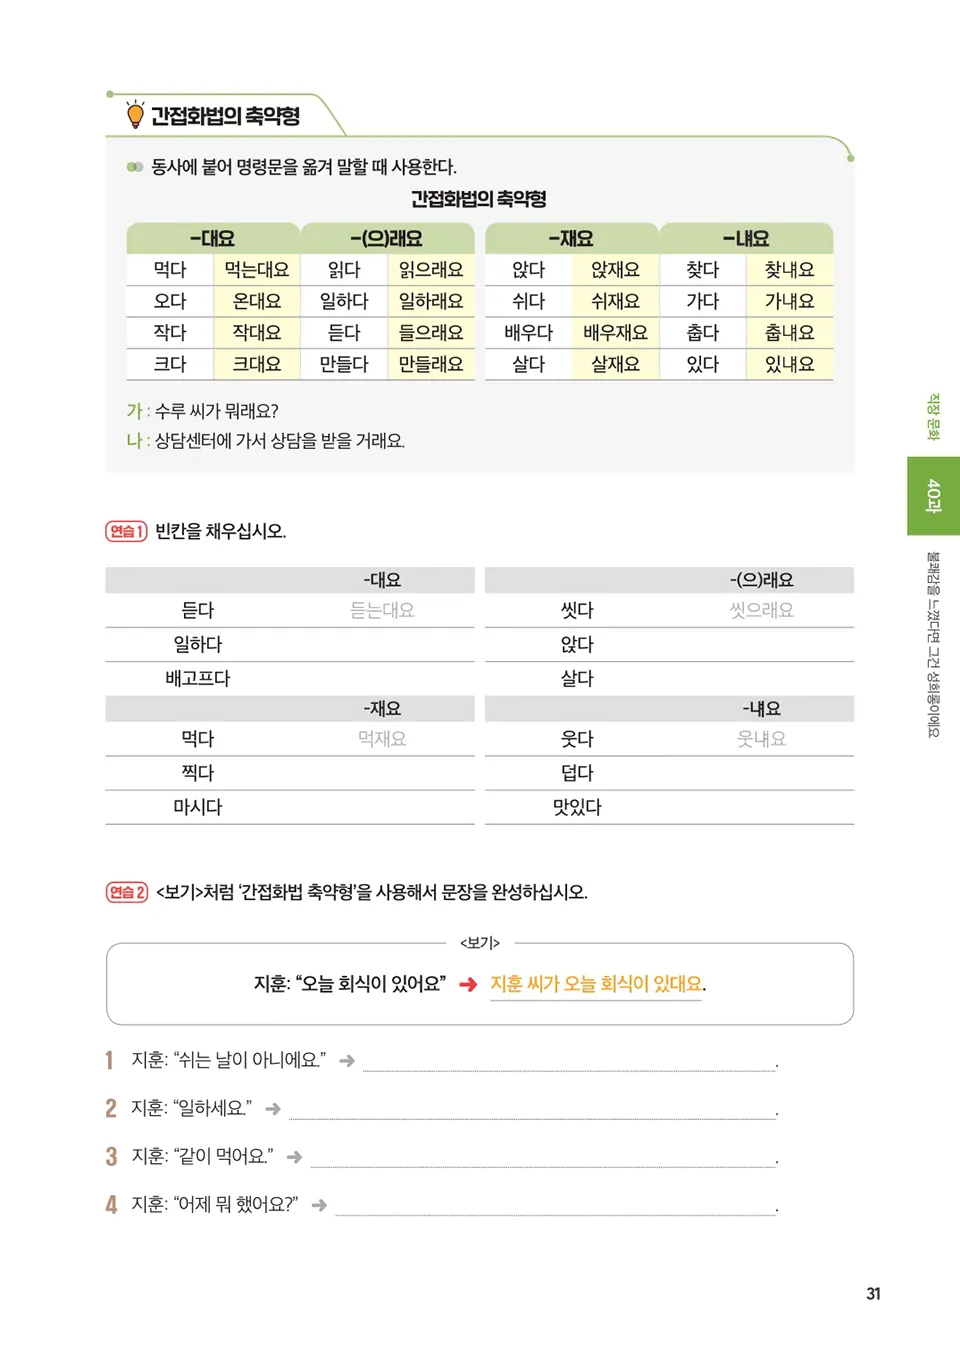 간접화법의 축약형
동사에 붙어 명령문을 옮겨 말할 때 사용한다.
간접화법의 축약형
-대요 -(으)래요 -재요 -냬요
먹다 먹는대요 읽다 읽으래요 앉다 앉재요 찾다 찾냬요
오다 온대요 일하다 일하래요 쉬다 쉬재요 가다 가냬요
작다 작대요 듣다 들으래요 배우다 배우재요 춥다 춥냬요
크다 크대요 만들다 만들래요 살다 살재요 있다 있냬요
가 : 수루 씨가 뭐래요?
나 : 상담센터에 가서 상담을 받을 거래요.
연습 1 빈칸을 채우십시오.
-대요 -(으)래요
듣다 듣는대요 씻다 씻으래요
일하다 앉다
배고프다 살다
-재요 -냬요
먹다 먹재요 웃다 웃냬요
찍다 덥다
마시다 맛있다
연습 2 <보기>처럼 ‘간접화법 축약형’을 사용해서 문장을 완성하십시오.
<보기>
지훈: “오늘 회식이 있어요” ➜ 지훈 씨가 오늘 회식이 있대요.
1 지훈: “쉬는 날이 아니에요.” ➜ .
2 지훈: “일하세요.” ➜ .
3 지훈: “같이 먹어요.” ➜ .
4 지훈: “어제 뭐 했어요?” ➜ .
직장 문화
40과
불쾌감을 느꼈다면 그건 성희롱이에요
31